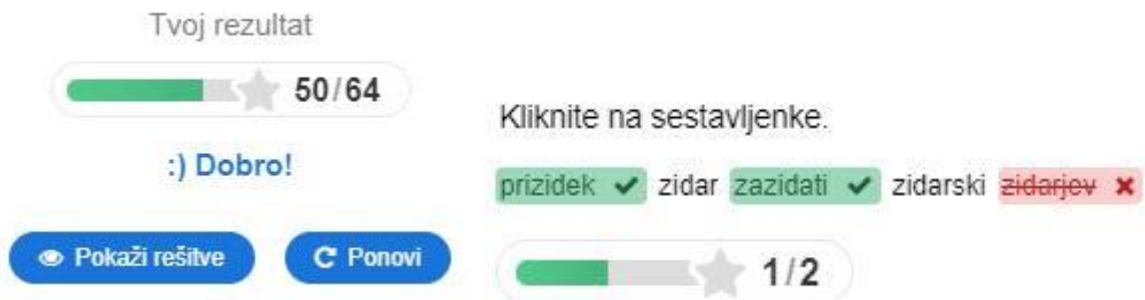 Tvoj rezultat
50/64
:) Dobro!
Pokaži rešitve
Ponovi
Kliknite na sestavljenke.
prizidek zidar zazidati zidarski zidarjev
1/2